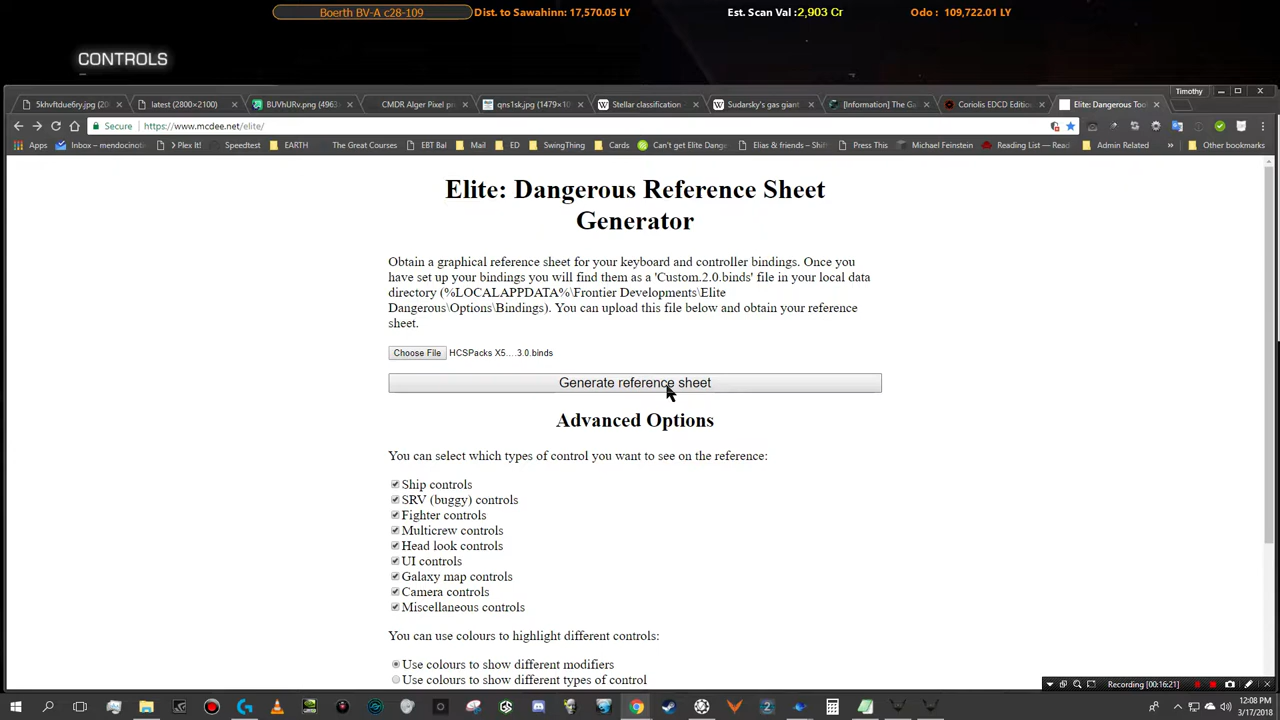 Boerth BV-A c28-109 Dist. to Sawahinn: 17,570.05 LY Est. Scan Val :2,903 Cr Odo : 109,722.01 LY
CONTROLS
Timothy
5khvftdue6ry.jpg (20 latest (2800×2100) BUVhURv.png (4963 CMDR Alger Pixel pr qns1sk.jpg (1479×10 Stellar classification Sudarsky's gas giant [Information] The Ga Coriolis EDCD Edition Elite: Dangerous Too
Secure https://www.mcdee.net/elite/
Apps Inbox – mendocinot > Plex It! Speedtest EARTH The Great Courses EBT Bal Mail ED SwingThing Cards Can't get Elite Dange Elias & friends – Shif Press This Michael Feinstein Reading List — Read Admin Related » Other bookmarks
Elite: Dangerous Reference Sheet
Generator
Obtain a graphical reference sheet for your keyboard and controller bindings. Once you
have set up your bindings you will find them as a 'Custom.2.0.binds' file in your local data
directory (%LOCALAPPDATA%\Frontier Developments\Elite
Dangerous\Options\Bindings). You can upload this file below and obtain your reference
sheet.
Choose File HCSPacks X5....3.0.binds
Generate reference sheet
Advanced Options
You can select which types of control you want to see on the reference:
Ship controls
SRV (buggy) controls
Fighter controls
Multicrew controls
Head look controls
UI controls
Galaxy map controls
Camera controls
Miscellaneous controls
You can use colours to highlight different controls:
Use colours to show different modifiers
Use colours to show different types of control
Recording [00:16:21]
12:08 PM
3/17/2018